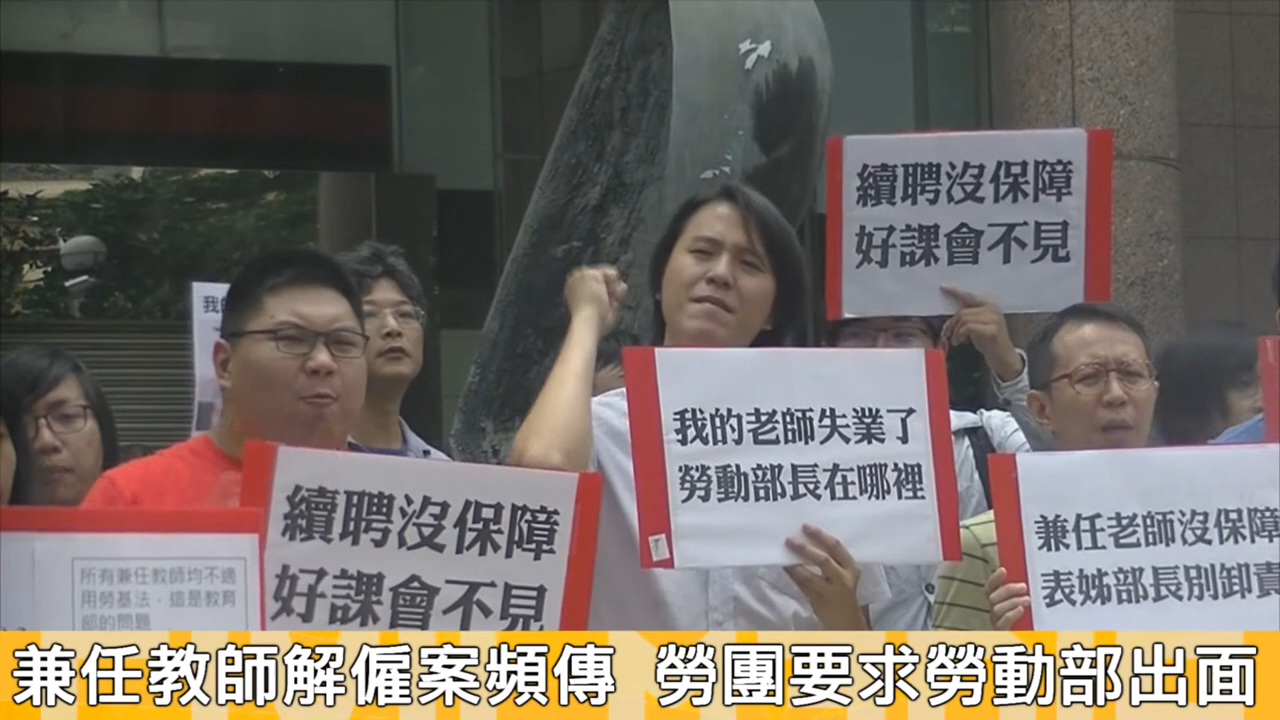 續聘沒保障
好課會不見
我
我的老師失業了
勞動部長在哪裡
續聘沒保障
好課會不見
兼任老師沒保障
表姊部長別卸責
所有兼任教師均不適
用勞基法，這是教育
部的問題
兼任教師解僱案頻傳 勞團要求勞動部出面